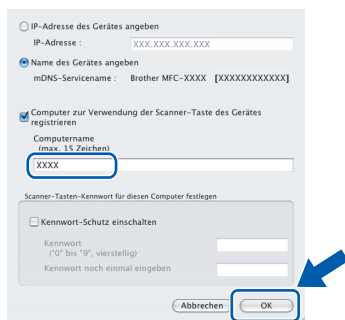 IP-Adresse des Gerätes angeben
IP-Adresse : XXX.XXX.XXX.XXX
Name des Gerätes angeben
mDNS-Servicename : Brother MFC-XXXX [XXXXXXXXXXXX]
Computer zur Verwendung der Scanner-Taste des Gerätes
registrieren
Computername
(max. 15 Zeichen)
XXXX
Scanner-Tasten-Kennwort für diesen Computer festlegen
Kennwort-Schutz einschalten
Kennwort
("0" bis "9", vierstellig)
Kennwort noch einmal eingeben
Abbrechen OK